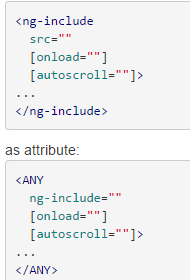 <ng-include
src=""
[onload=""]
[autoscroll=""]>
...
</ng-include>
as attribute:
<ANY
ng-include=""
[onload=""]
[autoscroll=""]>
...
</ANY>